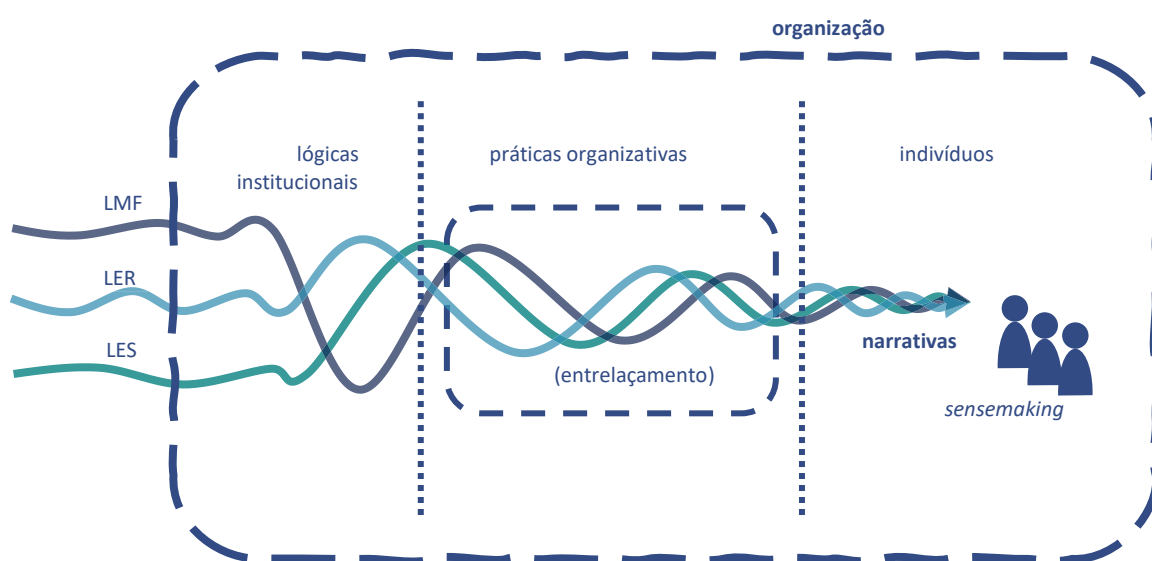 organização
lógicas
institucionais
práticas organizativas
indivíduos
LMF
LER
LES
(entrelaçamento)
narrativas
sensemaking